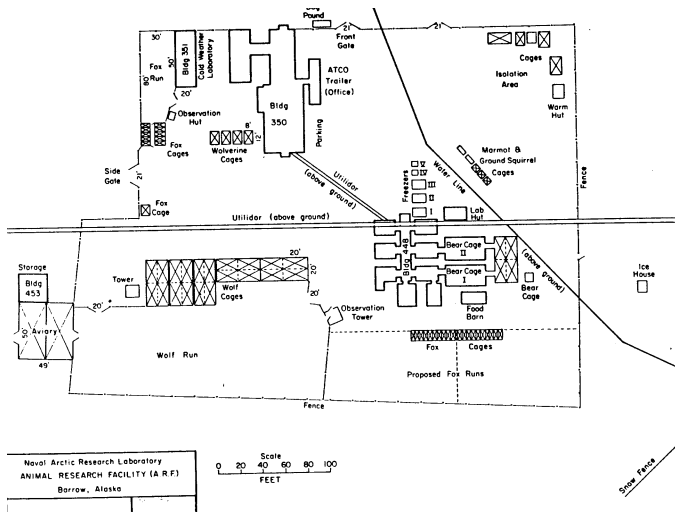 Dog
Pound
21'
Front
Gate
21'
30'
Fox
Run
80'
50'
Bldg 351
Cold Weather
Laboratory
20'
Observation
Hut
Fox
Cages
8'
12'
Wolverine
Cages
Bldg
350
ATCO
Trailer
(Office)
Parking
Cages
Isolation
Area
Warm
Hut
Marmot &
Ground Squirrel
Cages
Fence
Side
Gate
21'
Fox
Cage
Utilidor
(above ground)
Utilidor (above ground)
Freezers
V
IV
III
II
I
Water Line
(above ground)
Lab
Hut
Bldg 448
Bear Cage
II
Bear Cage
I
Bear
Cage
Food
Barn
Ice
House
Storage
Bldg
453
Aviary
50'
49'
20'
Tower
20'
20'
20'
Wolf
Cages
Observation
Tower
Wolf Run
Fox Cages
Proposed Fox Runs
Fence
Snow Fence
Scale
0 20 40 60 80 100
FEET
Naval Arctic Research Laboratory
ANIMAL RESEARCH FACILITY (A.R.F.)
Barrow, Alaska